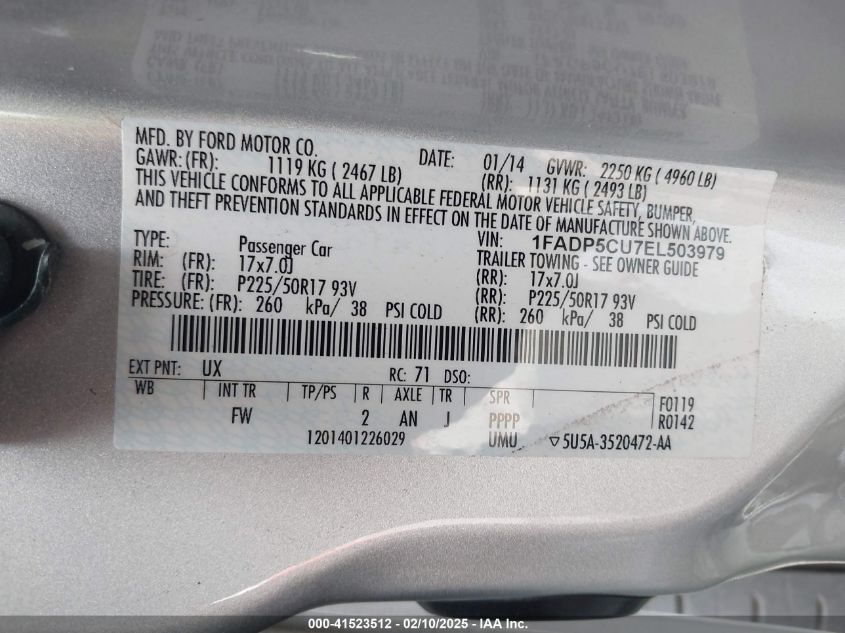 MFD. BY FORD MOTOR CO. DATE: 01/14 GVWR: 2250 KG ( 4960 LB)
GAWR: (FR): 1119 KG ( 2467 LB) (RR): 1131 KG ( 2493 LB)
THIS VEHICLE CONFORMS TO ALL APPLICABLE FEDERAL MOTOR VEHICLE SAFETY, BUMPER,
AND THEFT PREVENTION STANDARDS IN EFFECT ON THE DATE OF MANUFACTURE SHOWN ABOVE.
VIN: 1FADP5CU7EL503979
TYPE: Passenger Car TRAILER TOWING - SEE OWNER GUIDE
RIM: (FR): 17x7.0J (RR): 17x7.0J
TIRE: (FR): P225/50R17 93V (RR): P225/50R17 93V
PRESSURE: (FR): 260 kPa/ 38 PSI COLD (RR): 260 kPa/ 38 PSI COLD
EXT PNT: UX RC: 71 DSO:
WB INT TR TP/PS R AXLE TR SPR F0119
FW 2 AN J PPPP R0142
1201401226029 UMU ▽5U5A-3520472-AA
000-41523512 - 02/10/2025 - IAA Inc.